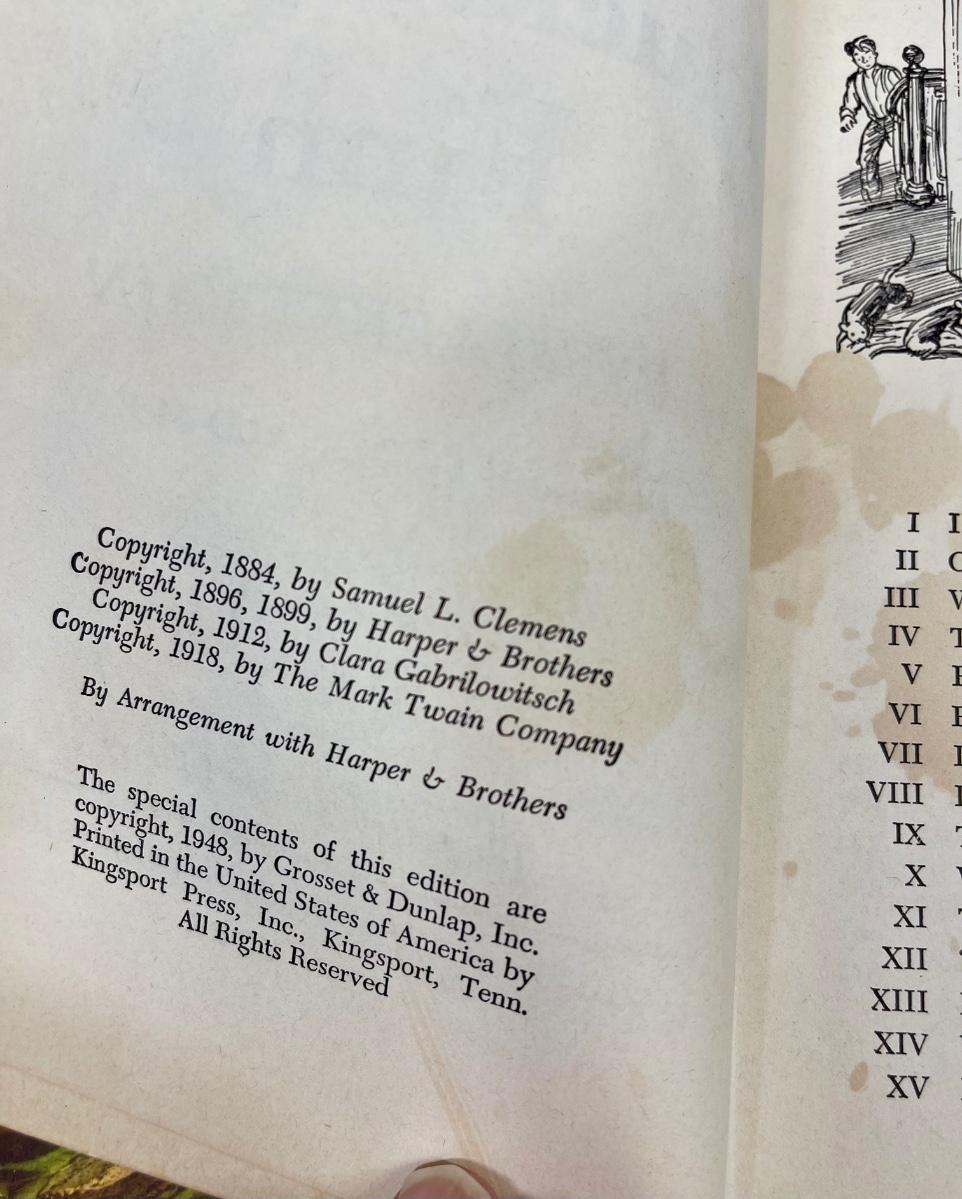 Copyright, 1884, by Samuel L. Clemens
Copyright, 1896, 1899, by Harper & Brothers
Copyright, 1912, by Clara Gabrilowitsch
Copyright, 1918, by The Mark Twain Company
By Arrangement with Harper & Brothers
The special contents of this edition are
copyright, 1948, by Grosset & Dunlap, Inc.
Printed in the United States of America by
Kingsport Press, Inc., Kingsport, Tenn.
All Rights Reserved
I
II
III
IV
V
VI
VII
VIII
IX
X
XI
XII
XIII
XIV
XV